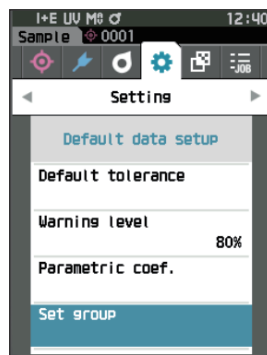 I+E UV M0 12:40
Sample 0001
-JOB
Setting
Default data setup
Default tolerance
Warning level
80%
Parametric coef.
Set group